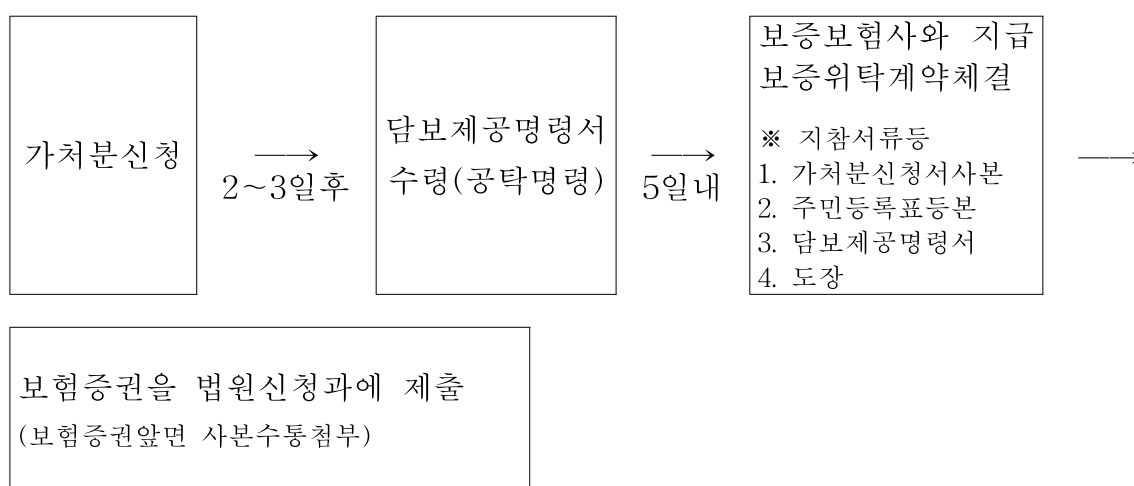 가처분신청
⟶
2~3일후
담보제공명령서
수령(공탁명령)
⟶
5일내
보증보험사와 지급
보증위탁계약체결
※ 지참서류등
1. 가처분신청서사본
2. 주민등록표등본
3. 담보제공명령서
4. 도장
⟶
보험증권을 법원신청과에 제출
(보험증권앞면 사본수통첨부)